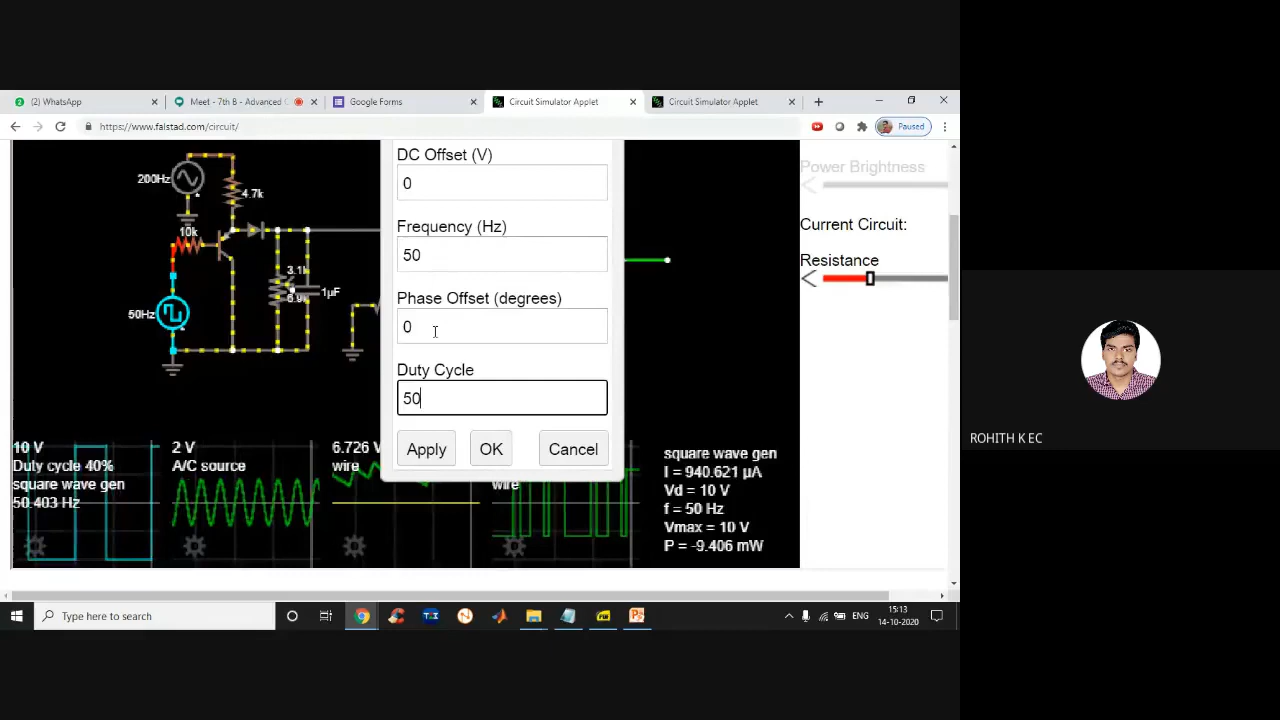 (2) WhatsApp
Meet - 7th B - Advanced C
Google Forms
Circuit Simulator Applet
Circuit Simulator Applet
https://www.falstad.com/circuit/
Paused
DC Offset (V)
0
Frequency (Hz)
50
Phase Offset (degrees)
0
Duty Cycle
50
Apply
OK
Cancel
200Hz
4.7k
10k
3.1k
1µF
50Hz
Power Brightness
Current Circuit:
Resistance
10 V
Duty cycle 40%
square wave gen
50.403 Hz
2 V
A/C source
6.726 V
wire
wire
square wave gen
I = 940.621 µA
Vd = 10 V
f = 50 Hz
Vmax = 10 V
P = -9.406 mW
Type here to search
ENG
15:13
14-10-2020
ROHITH K EC